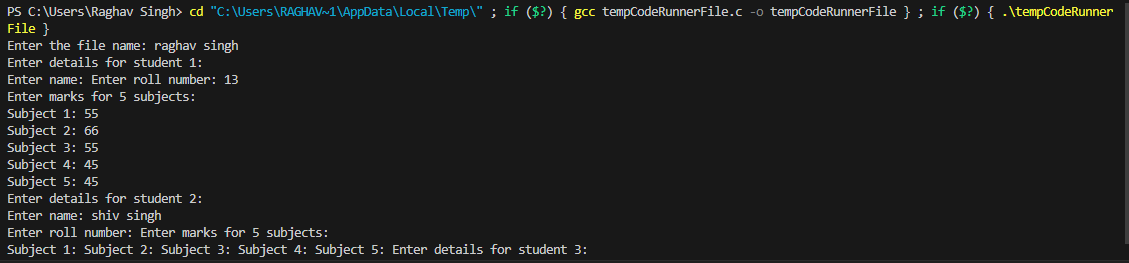 PS C:\Users\Raghav Singh> cd "C:\Users\RAGHAV~1\AppData\Local\Temp\" ; if ($?) { gcc tempCodeRunnerFile.c -o tempCodeRunnerFile } ; if ($?) { .\tempCodeRunner
File }
Enter the file name: raghav singh
Enter details for student 1:
Enter name: Enter roll number: 13
Enter marks for 5 subjects:
Subject 1: 55
Subject 2: 66
Subject 3: 55
Subject 4: 45
Subject 5: 45
Enter details for student 2:
Enter name: shiv singh
Enter roll number: Enter marks for 5 subjects:
Subject 1: Subject 2: Subject 3: Subject 4: Subject 5: Enter details for student 3: